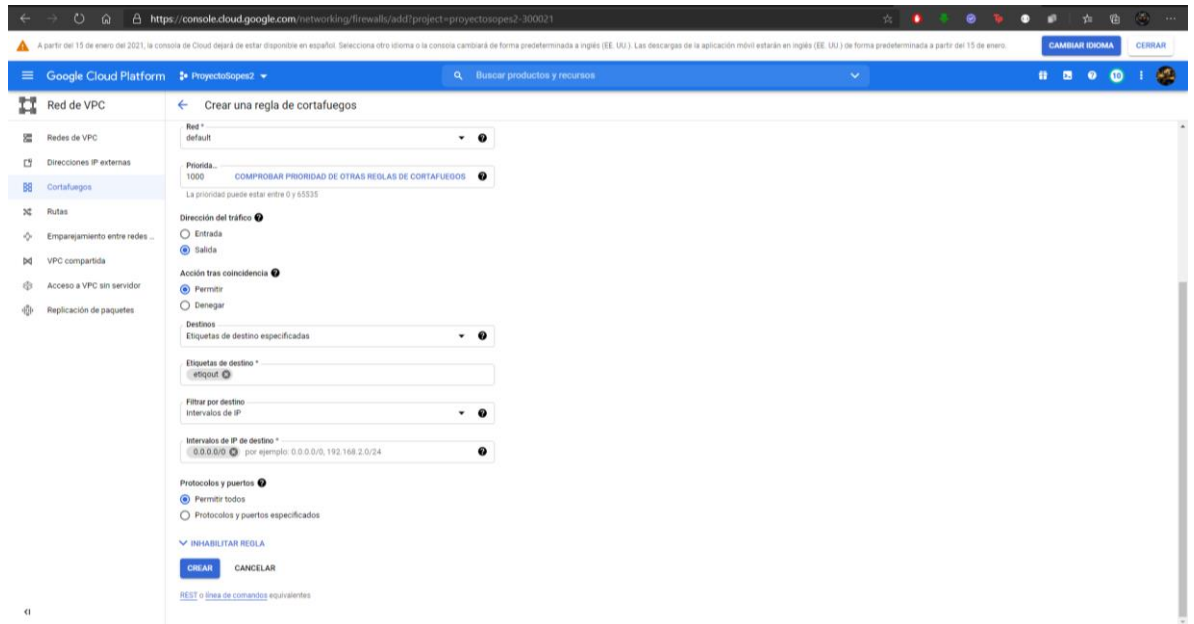 https://console.cloud.google.com/networking/firewalls/add?project=proyectosopes2-300021
A partir del 15 de enero del 2021, la consola de Cloud dejará de estar disponible en español. Selecciona otro idioma o la consola cambiará de forma predeterminada a inglés (EE. UU.). Las descargas de la aplicación móvil estarán en inglés (EE. UU.) de forma predeterminada a partir del 15 de enero.
CAMBIAR IDIOMA
CERRAR
Google Cloud Platform
ProyectoSopes2
Buscar productos y recursos
10
Red de VPC
Crear una regla de cortafuegos
Redes de VPC
Direcciones IP externas
Cortafuegos
Rutas
Emparejamiento entre redes ...
VPC compartida
Acceso a VPC sin servidor
Replicación de paquetes
Red *
default
Priorida...
1000
COMPROBAR PRIORIDAD DE OTRAS REGLAS DE CORTAFUEGOS
La prioridad puede estar entre 0 y 65535
Dirección del tráfico
Entrada
Salida
Acción tras coincidencia
Permitir
Denegar
Destinos
Etiquetas de destino especificadas
Etiquetas de destino *
etiqout
Filtrar por destino
Intervalos de IP
Intervalos de IP de destino *
0.0.0.0/0 por ejemplo: 0.0.0.0/0, 192.168.2.0/24
Protocolos y puertos
Permitir todos
Protocolos y puertos especificados
INHABILITAR REGLA
CREAR
CANCELAR
REST o línea de comandos equivalentes